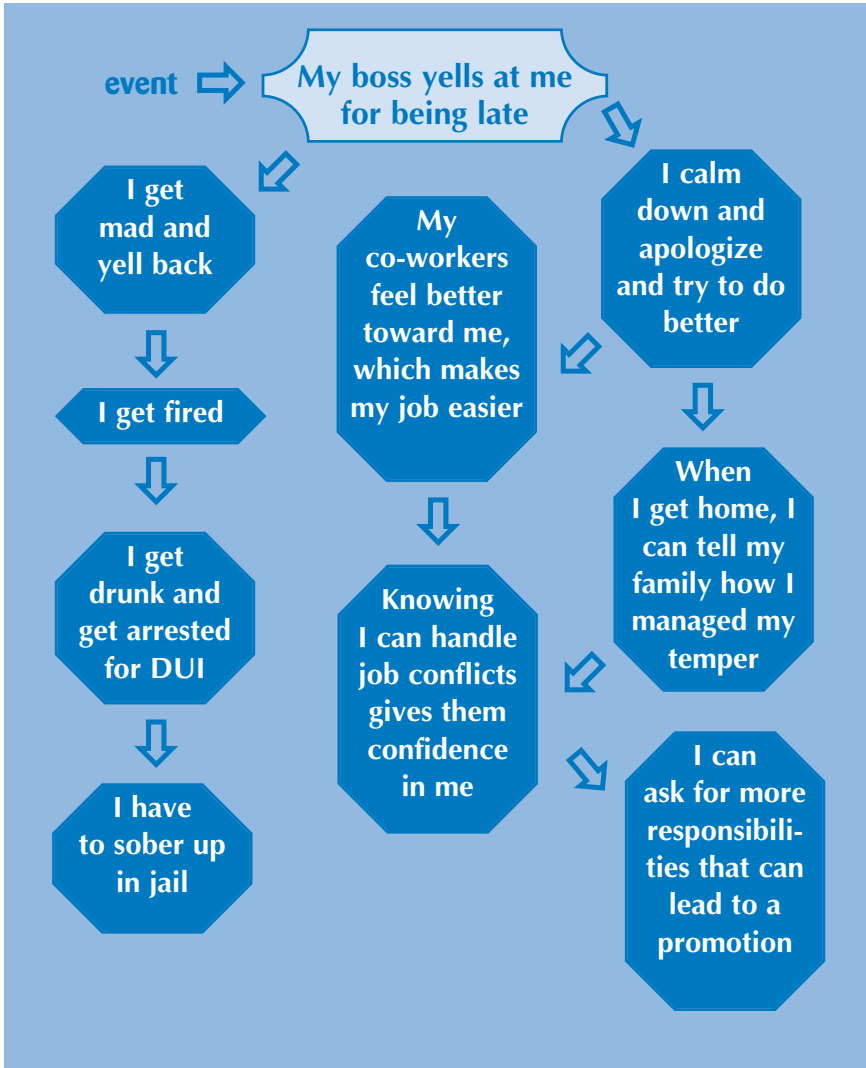 event
My boss yells at me
for being late
I get
mad and
yell back
I get fired
I get
drunk and
get arrested
for DUI
I have
to sober up
in jail
I calm
down and
apologize
and try to do
better
My
co-workers
feel better
toward me,
which makes
my job easier
When
I get home, I
can tell my
family how I
managed my
temper
Knowing
I can handle
job conflicts
gives them
confidence
in me
I can
ask for more
responsibili-
ties that can
lead to a
promotion